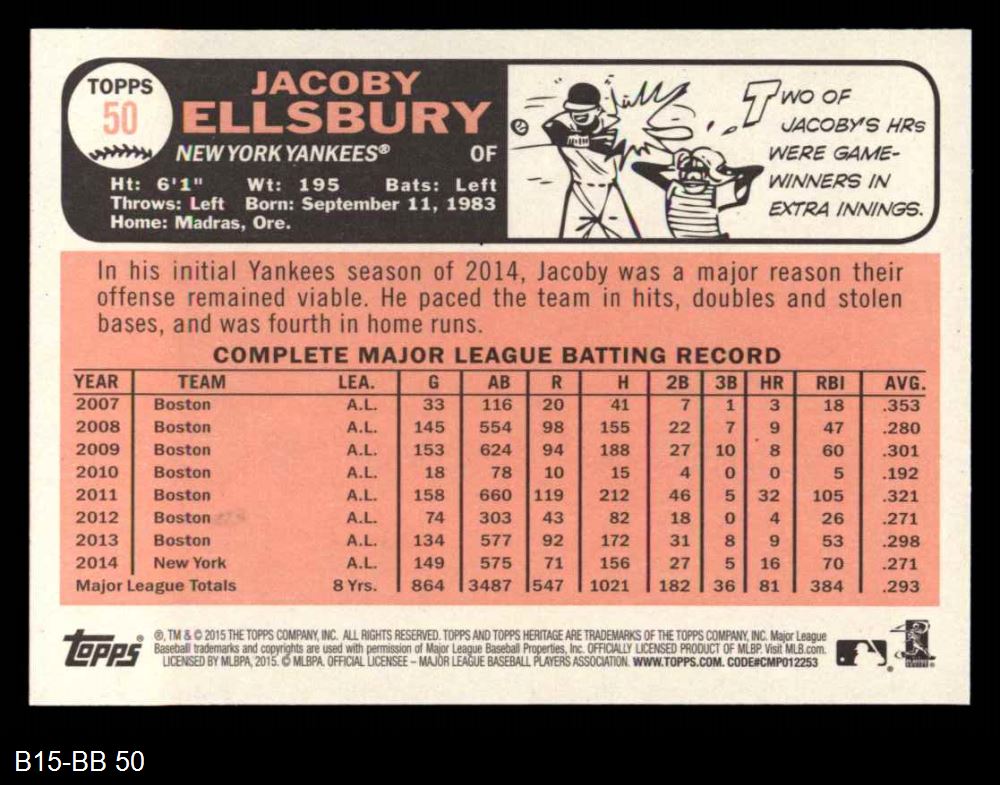 TOPPS
50
JACOBY
ELLSBURY
NEW YORK YANKEES® OF
Ht: 6'1" Wt: 195 Bats: Left
Throws: Left Born: September 11, 1983
Home: Madras, Ore.
TWO OF
JACOBY'S HRs
WERE GAME-
WINNERS IN
EXTRA INNINGS.
In his initial Yankees season of 2014, Jacoby was a major reason their
offense remained viable. He paced the team in hits, doubles and stolen
bases, and was fourth in home runs.
COMPLETE MAJOR LEAGUE BATTING RECORD
YEAR TEAM LEA. G AB R H 2B 3B HR RBI AVG.
2007 Boston A.L. 33 116 20 41 7 1 3 18 .353
2008 Boston A.L. 145 554 98 155 22 7 9 47 .280
2009 Boston A.L. 153 624 94 188 27 10 8 60 .301
2010 Boston A.L. 18 78 10 15 4 0 0 5 .192
2011 Boston A.L. 158 660 119 212 46 5 32 105 .321
2012 Boston A.L. 74 303 43 82 18 0 4 26 .271
2013 Boston A.L. 134 577 92 172 31 8 9 53 .298
2014 New York A.L. 149 575 71 156 27 5 16 70 .271
Major League Totals 8 Yrs. 864 3487 547 1021 182 36 81 384 .293
topps®
®, TM & © 2015 THE TOPPS COMPANY, INC. ALL RIGHTS RESERVED. TOPPS AND TOPPS HERITAGE ARE TRADEMARKS OF THE TOPPS COMPANY, INC. Major League
Baseball trademarks and copyrights are used with permission of Major League Baseball Properties, Inc. OFFICIALLY LICENSED PRODUCT OF MLBP. Visit MLB.com.
LICENSED BY MLBPA, 2015. © MLBPA. OFFICIAL LICENSEE – MAJOR LEAGUE BASEBALL PLAYERS ASSOCIATION. WWW.TOPPS.COM. CODE#CMP012253
B15-BB 50